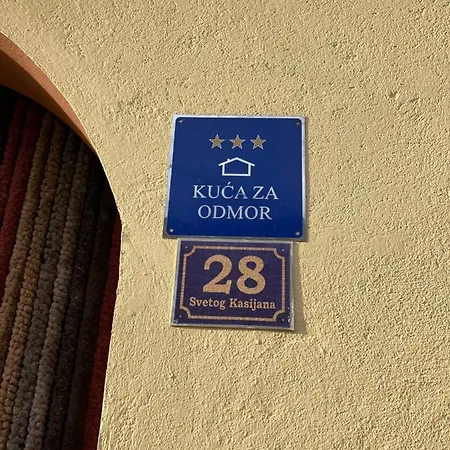 KUĆA ZA
ODMOR
28
Svetog Kasijana